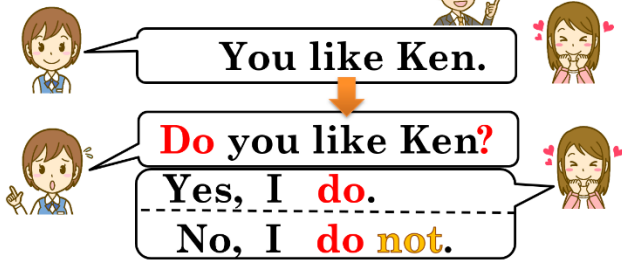 You like Ken.
Do you like Ken?
Yes, I do.
No, I do not.